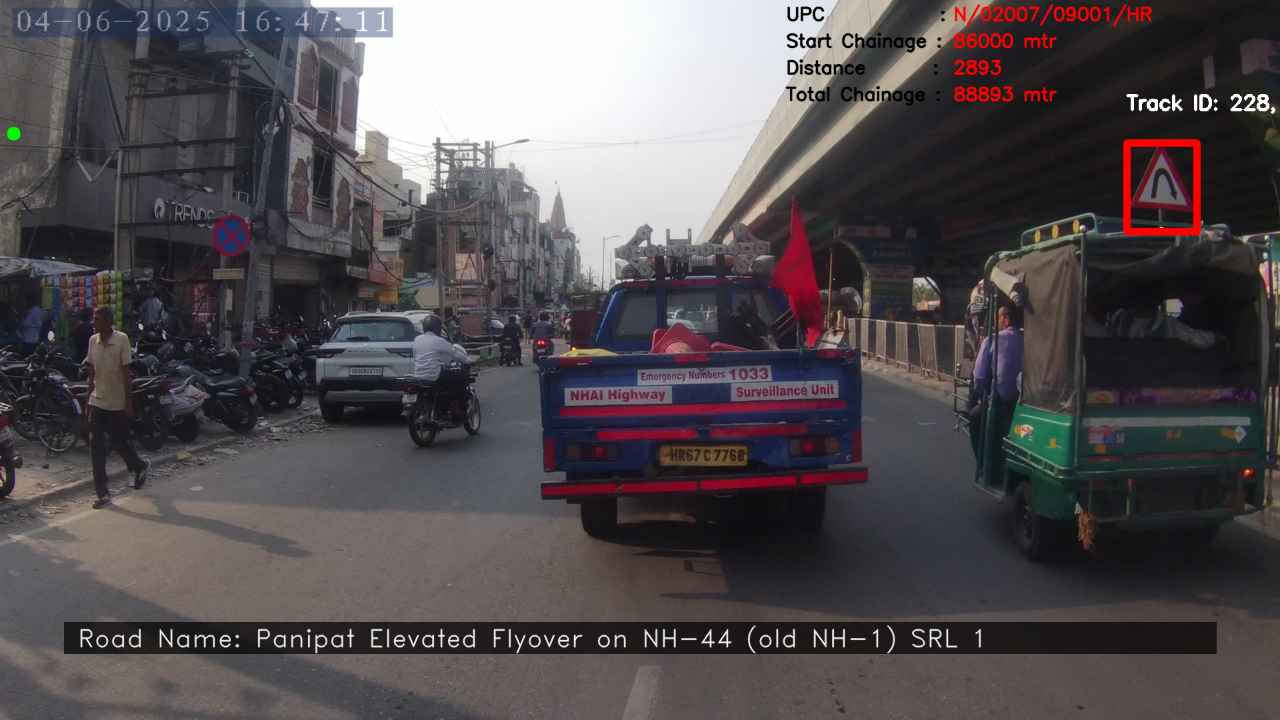 04-06-2025 16:47:11
UPC : N/02007/09001/HR
Start Chainage : 86000 mtr
Distance : 2893
Total Chainage : 88893 mtr
Track ID: 228,
TRENDS
Emergency Numbers 1033
NHAI Highway
Surveillance Unit
HR67C7768
Road Name: Panipat Elevated Flyover on NH-44 (old NH-1) SRL 1